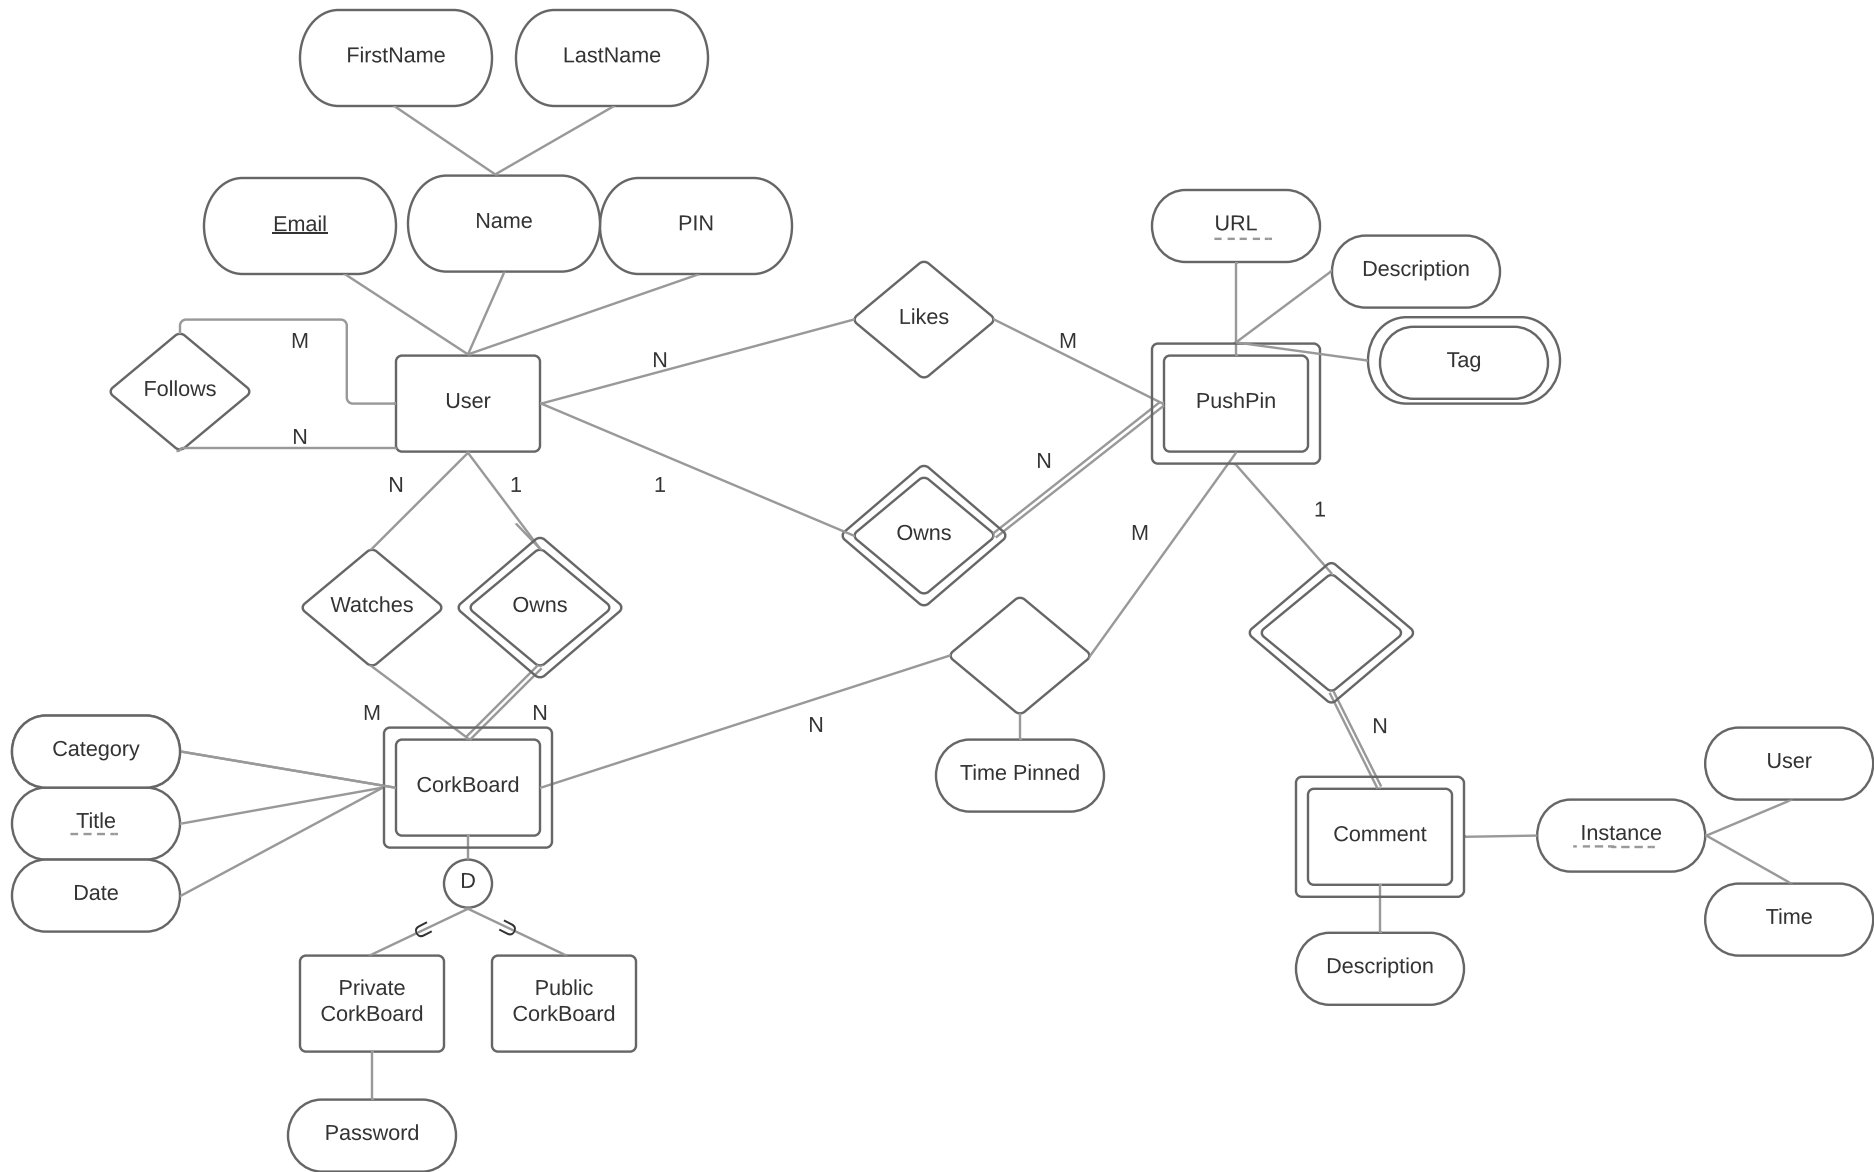 FirstName
LastName
Email
Name
PIN
URL
Description
Tag
Likes
M
M
N
Follows
User
PushPin
N
N
1
1
N
M
Owns
1
Watches
Owns
M
N
N
N
Category
Title
Date
CorkBoard
Time Pinned
User
Comment
Instance
Time
D
Description
Private
CorkBoard
Public
CorkBoard
Password